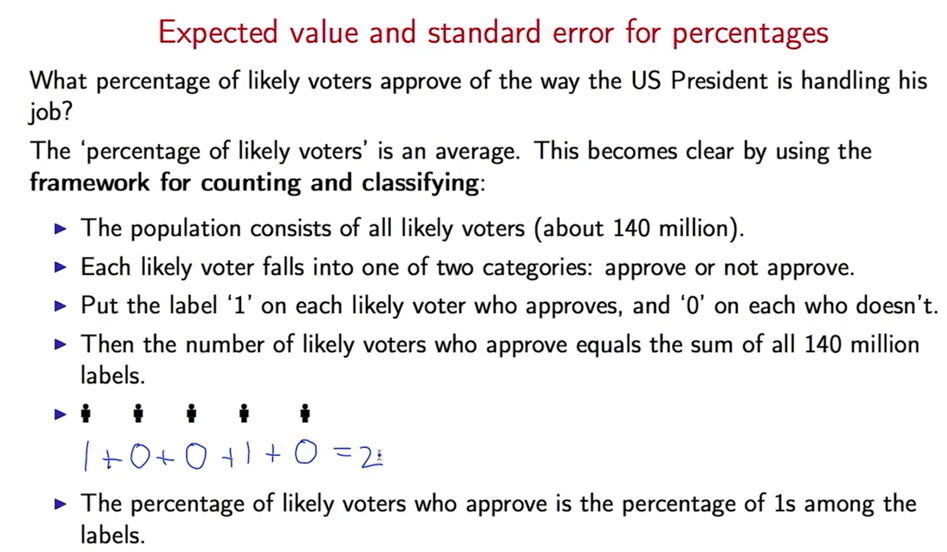 Expected value and standard error for percentages
What percentage of likely voters approve of the way the US President is handling his
job?
The ‘percentage of likely voters’ is an average. This becomes clear by using the
framework for counting and classifying:
▶ The population consists of all likely voters (about 140 million).
▶ Each likely voter falls into one of two categories: approve or not approve.
▶ Put the label ‘1’ on each likely voter who approves, and ‘0’ on each who doesn’t.
▶ Then the number of likely voters who approve equals the sum of all 140 million
labels.
1 + 0 + 0 + 1 + 0 = 2
▶ The percentage of likely voters who approve is the percentage of 1s among the
labels.